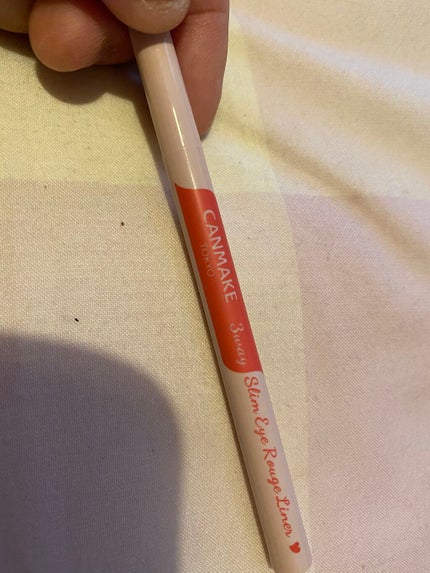 CANMAKE
TOKYO
3way
Slim Eye Rouge Liner